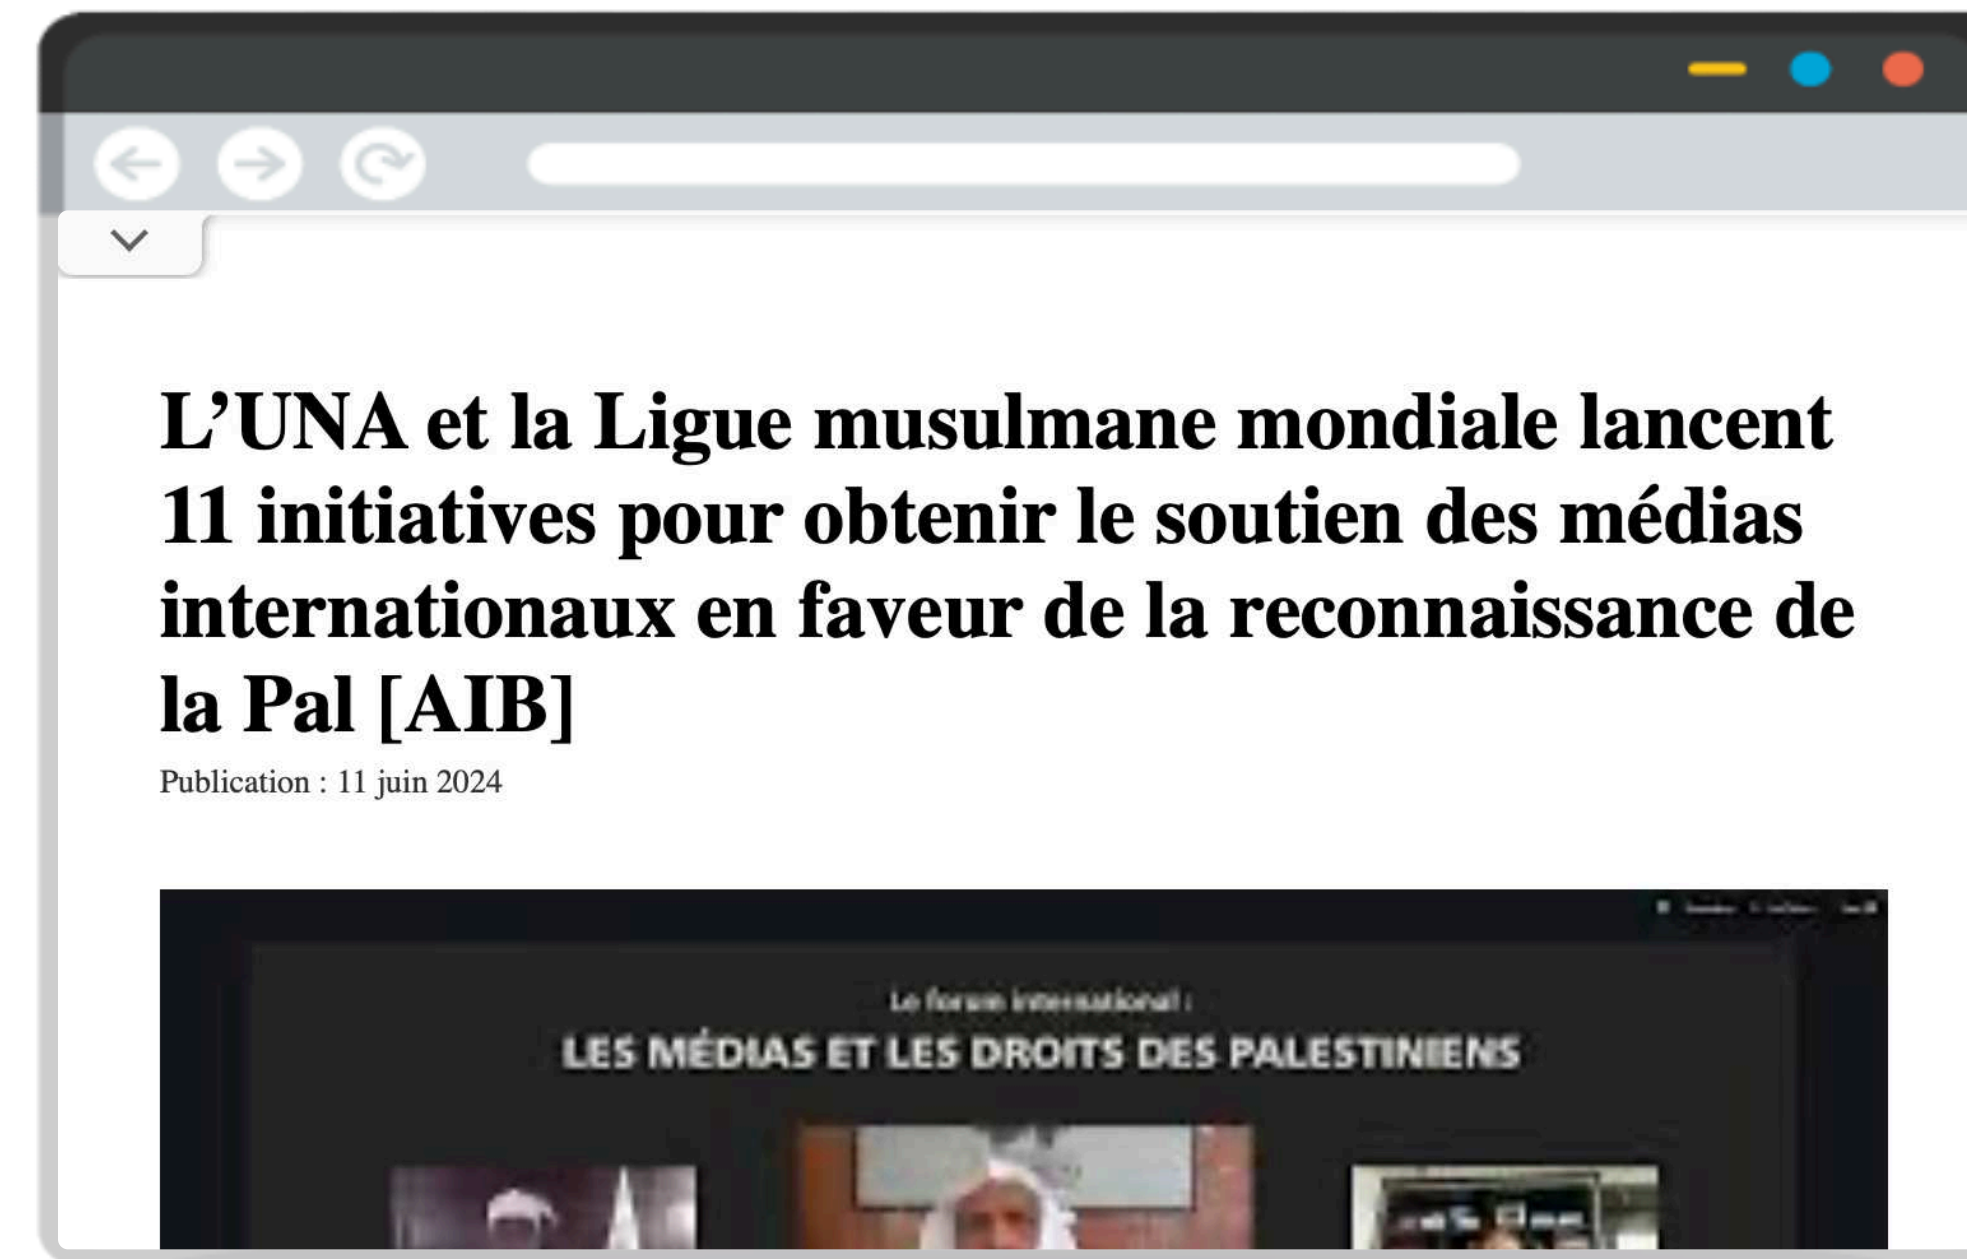 L’UNA et la Ligue musulmane mondiale lancent
11 initiatives pour obtenir le soutien des médias
internationaux en faveur de la reconnaissance de
la Pal [AIB]
Publication : 11 juin 2024
Le forum international :
LES MÉDIAS ET LES DROITS DES PALESTINIENS